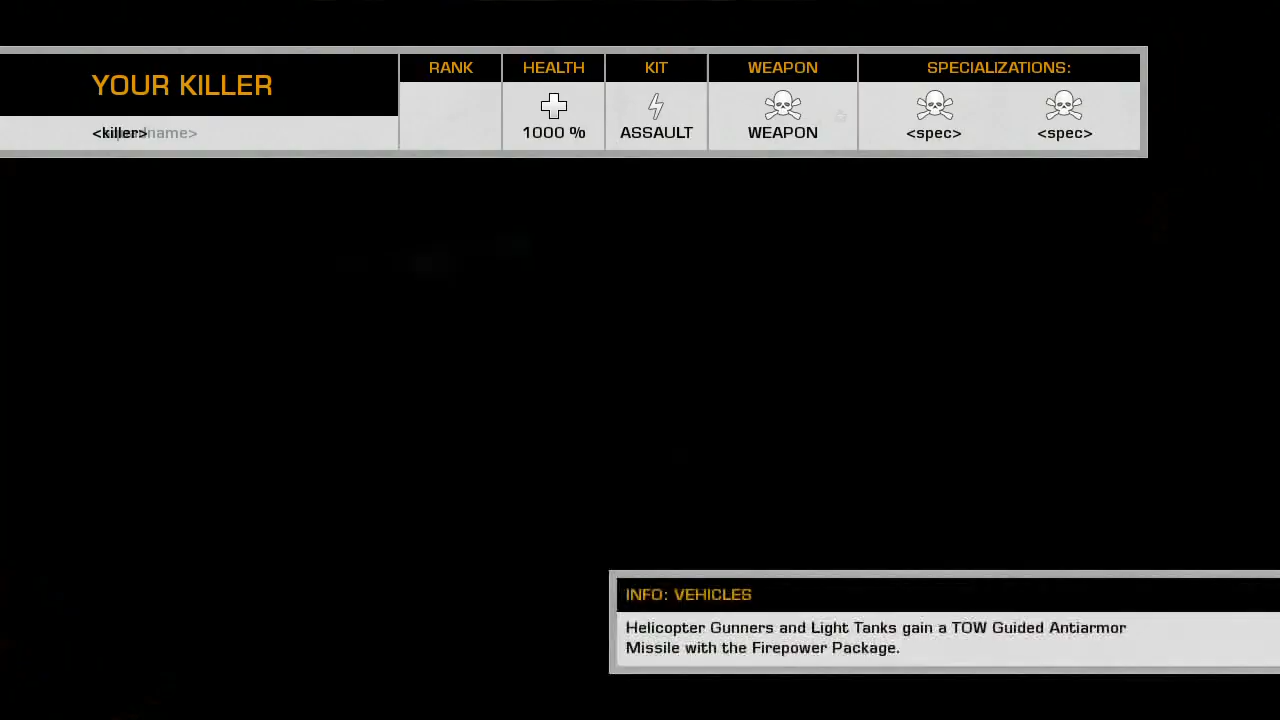 YOUR KILLER
RANK
HEALTH
KIT
WEAPON
SPECIALIZATIONS:
<killer>
name>
1000 %
ASSAULT
WEAPON
<spec>
<spec>
INFO: VEHICLES
Helicopter Gunners and Light Tanks gain a TOW Guided Antiarmor
Missile with the Firepower Package.